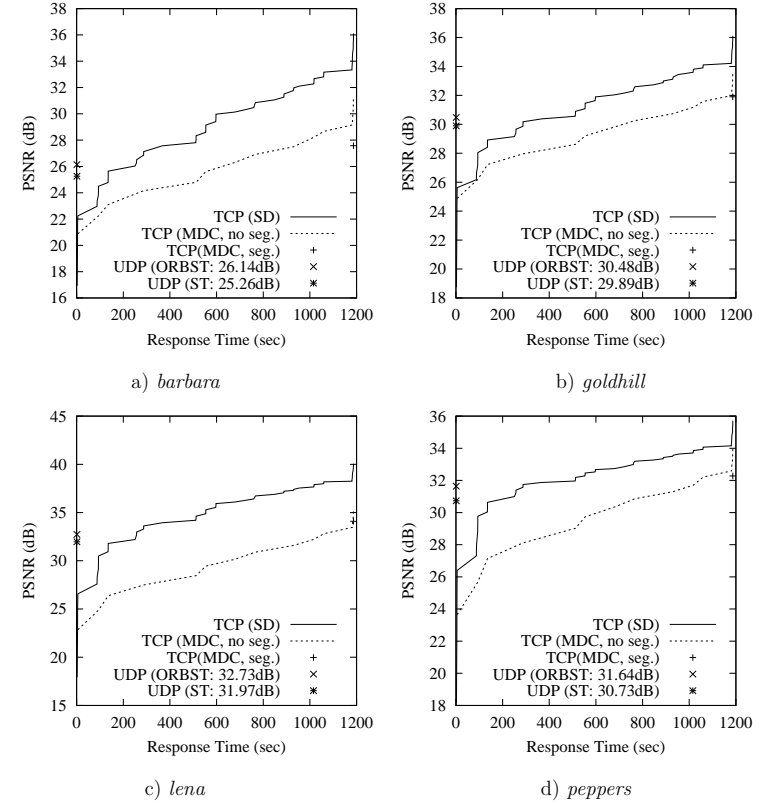 38
36
34
32
30
28
26
24
22
20
18
16
PSNR (dB)
TCP (SD)
TCP (MDC, no seg.)
TCP(MDC, seg.)
UDP (ORBST: 26.14dB)
UDP (ST: 25.26dB)
0 200 400 600 800 1000 1200
Response Time (sec)
a) barbara
38
36
34
32
30
28
26
24
22
20
18
PSNR (dB)
TCP (SD)
TCP (MDC, no seg.)
TCP(MDC, seg.)
UDP (ORBST: 30.48dB)
UDP (ST: 29.89dB)
0 200 400 600 800 1000 1200
Response Time (sec)
b) goldhill
45
40
35
30
25
20
15
PSNR (dB)
TCP (SD)
TCP (MDC, no seg.)
TCP(MDC, seg.)
UDP (ORBST: 32.73dB)
UDP (ST: 31.97dB)
0 200 400 600 800 1000 1200
Response Time (sec)
c) lena
36
34
32
30
28
26
24
22
20
18
PSNR (dB)
TCP (SD)
TCP (MDC, no seg.)
TCP(MDC, seg.)
UDP (ORBST: 31.64dB)
UDP (ST: 30.73dB)
0 200 400 600 800 1000 1200
Response Time (sec)
d) peppers